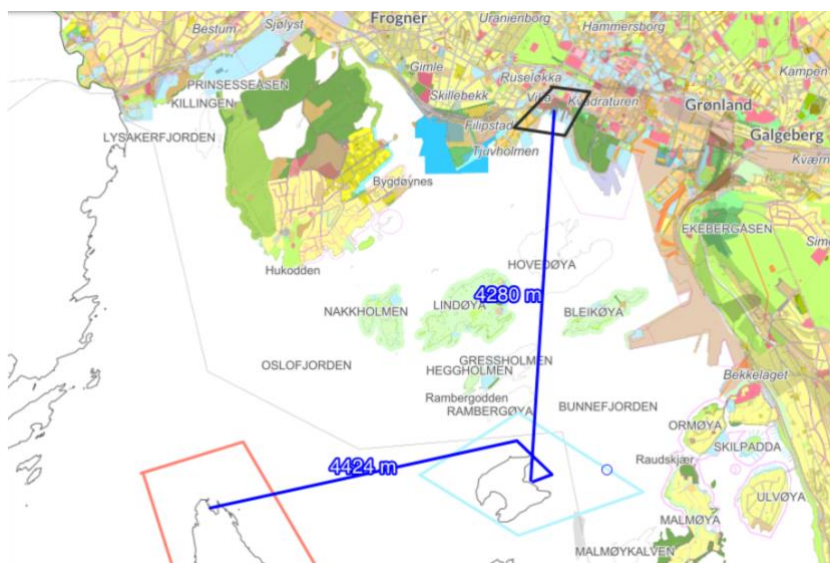 Frogner
Uranienborg
Hammersborg
Bestum
Sjølyst
Gimle
Ruseløkka
Kampen
PRINSESSEÅSEN
KILLINGEN
Skillebekk
Vika
Kvadraturen
Grønland
LYSAKERFJORDEN
Filipstad
Tjuvholmen
Galgeberg
Kværn
Bygdøynes
EKEBERGÅSEN
Sim
Hukodden
HOVEDØYA
4280 m
NAKKHOLMEN
LINDØYA
BLEIKØYA
OSLOFJORDEN
GRESSHOLMEN
HEGGHOLMEN
Bekkelaget
Rambergodden
RAMBERGØYA
BUNNEFJORDEN
ORMØYA
SKILPADDA
4424 m
Raudskjær
ULVØYA
MALMØYA
MALMØYKALVEN